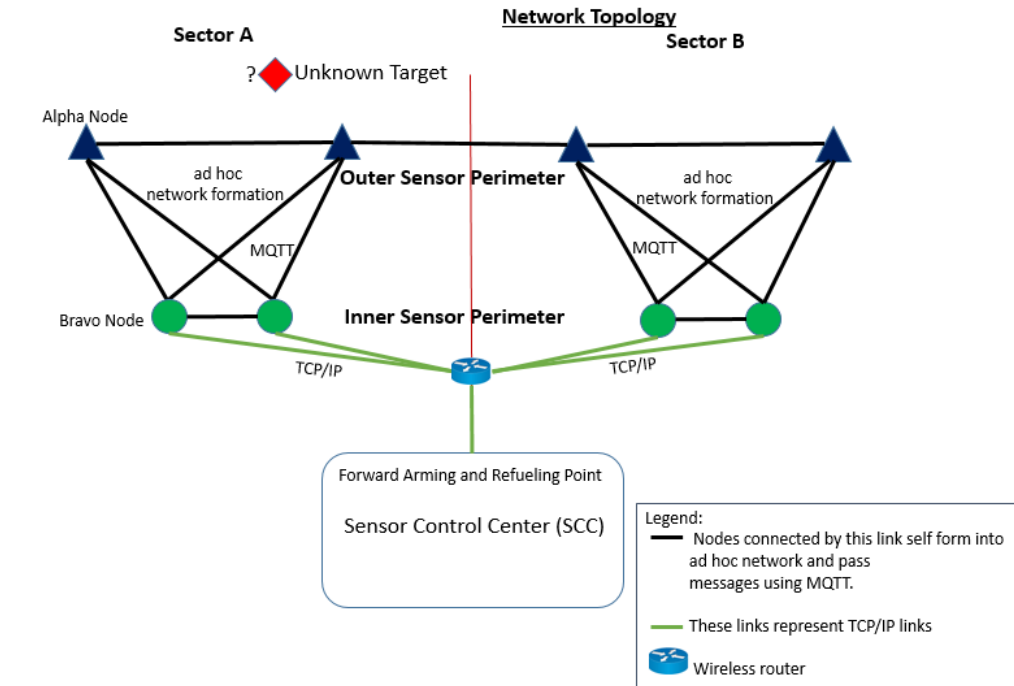 Network Topology
Sector A
Sector B
? Unknown Target
Alpha Node
ad hoc
network formation
Outer Sensor Perimeter
ad hoc
network formation
MQTT
MQTT
Bravo Node
Inner Sensor Perimeter
TCP/IP
TCP/IP
Forward Arming and Refueling Point
Sensor Control Center (SCC)
Legend:
Nodes connected by this link self form into
ad hoc network and pass
messages using MQTT.
These links represent TCP/IP links
Wireless router